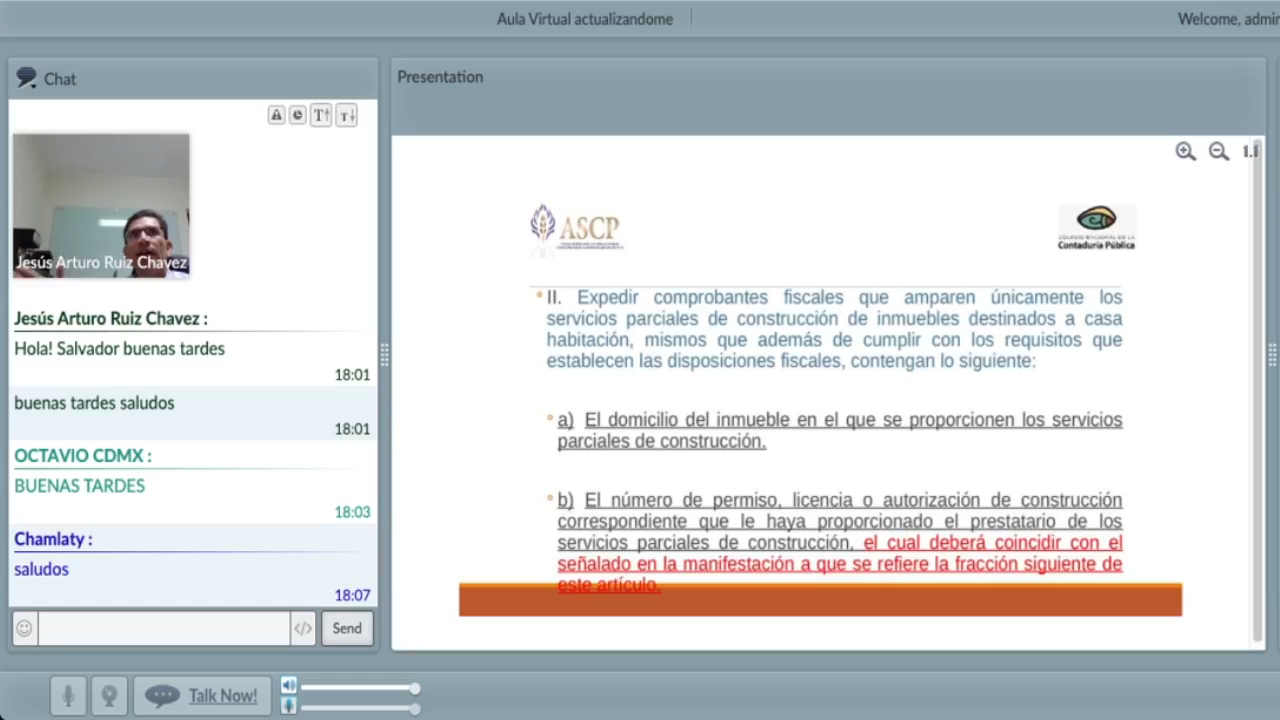 Aula Virtual actualizandome
Welcome, admin
Chat
Jesús Arturo Ruiz Chavez
Jesús Arturo Ruiz Chavez :
Hola! Salvador buenas tardes
18:01
buenas tardes saludos
18:01
OCTAVIO CDMX :
BUENAS TARDES
18:03
Chamlaty :
saludos
18:07
Send
Presentation
1.1
ASCP
Contaduría Pública
II. Expedir comprobantes fiscales que amparen únicamente los
servicios parciales de construcción de inmuebles destinados a casa
habitación, mismos que además de cumplir con los requisitos que
establecen las disposiciones fiscales, contengan lo siguiente:
a) El domicilio del inmueble en el que se proporcionen los servicios
parciales de construcción.
b) El número de permiso, licencia o autorización de construcción
correspondiente que le haya proporcionado el prestatario de los
servicios parciales de construcción, el cual deberá coincidir con el
señalado en la manifestación a que se refiere la fracción siguiente de
este artículo.
Talk Now!